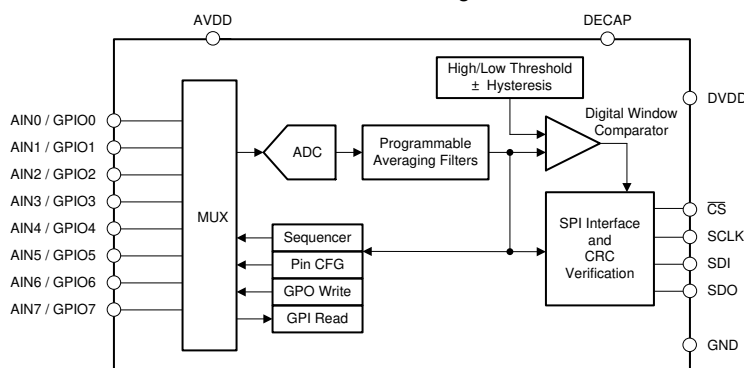 AVDD
DECAP
High/Low Threshold
± Hysteresis
DVDD
Digital Window
Comparator
AIN0 / GPIO0
AIN1 / GPIO1
AIN2 / GPIO2
AIN3 / GPIO3
AIN4 / GPIO4
AIN5 / GPIO5
AIN6 / GPIO6
AIN7 / GPIO7
MUX
ADC
Programmable
Averaging Filters
Sequencer
Pin CFG
GPO Write
GPI Read
SPI Interface
and
CRC
Verification
CS
SCLK
SDI
SDO
GND